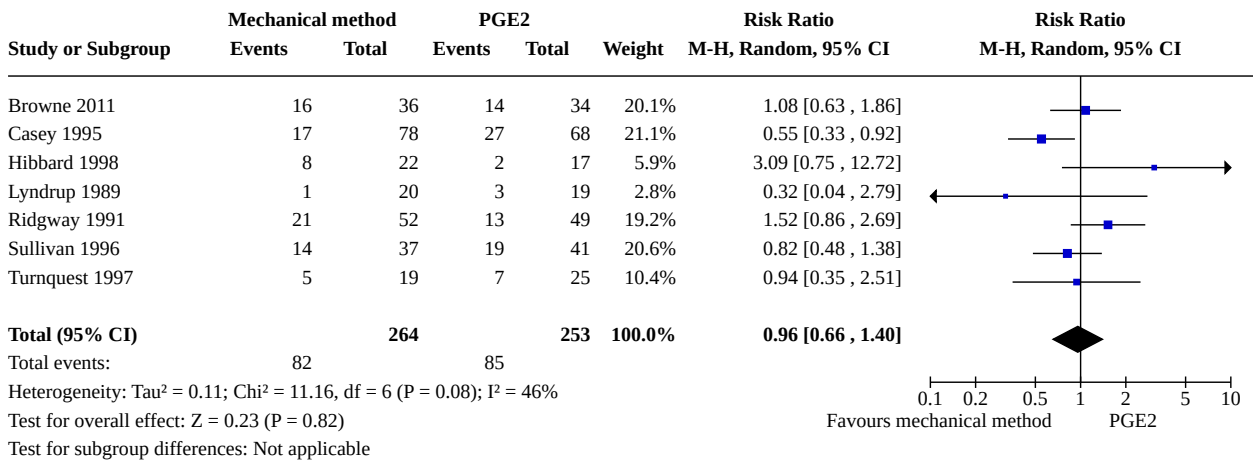 Mechanical method PGE2 Risk Ratio Risk Ratio
Study or Subgroup Events Total Events Total Weight M-H, Random, 95% CI M-H, Random, 95% CI
Browne 2011 16 36 14 34 20.1% 1.08 [0.63 , 1.86]
Casey 1995 17 78 27 68 21.1% 0.55 [0.33 , 0.92]
Hibbard 1998 8 22 2 17 5.9% 3.09 [0.75 , 12.72]
Lyndrup 1989 1 20 3 19 2.8% 0.32 [0.04 , 2.79]
Ridgway 1991 21 52 13 49 19.2% 1.52 [0.86 , 2.69]
Sullivan 1996 14 37 19 41 20.6% 0.82 [0.48 , 1.38]
Turnquest 1997 5 19 7 25 10.4% 0.94 [0.35 , 2.51]
Total (95% CI) 264 253 100.0% 0.96 [0.66 , 1.40]
Total events: 82 85
Heterogeneity: Tau² = 0.11; Chi² = 11.16, df = 6 (P = 0.08); I² = 46%
0.1 0.2 0.5 1 2 5 10
Test for overall effect: Z = 0.23 (P = 0.82) Favours mechanical method PGE2
Test for subgroup differences: Not applicable